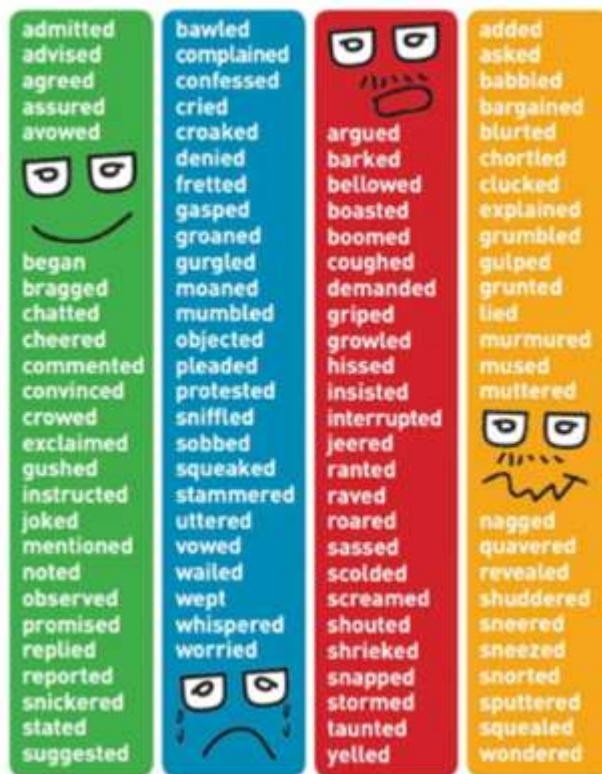 admitted
advised
agreed
assured
avowed
began
bragged
chatted
cheered
commented
convinced
crowed
exclaimed
gushed
instructed
joked
mentioned
noted
observed
promised
replied
reported
snickered
stated
suggested
bawled
complained
confessed
cried
croaked
denied
fretted
gasped
groaned
gurgled
moaned
mumbled
objected
pleaded
protested
sniffled
sobbed
squeaked
stammered
uttered
vowed
wailed
wept
whispered
worried
argued
barked
bellowed
boasted
boomed
coughed
demanded
griped
growled
hissed
insisted
interrupted
jeered
ranted
raved
roared
sassed
scolded
screamed
shouted
shrieked
snapped
stormed
taunted
yelled
added
asked
babbled
bargained
blurted
chortled
clucked
explained
grumbled
gulped
grunted
lied
murmured
mused
muttered
nagged
quavered
revealed
shuddered
sneered
sneezed
snorted
sputtered
squealed
wondered